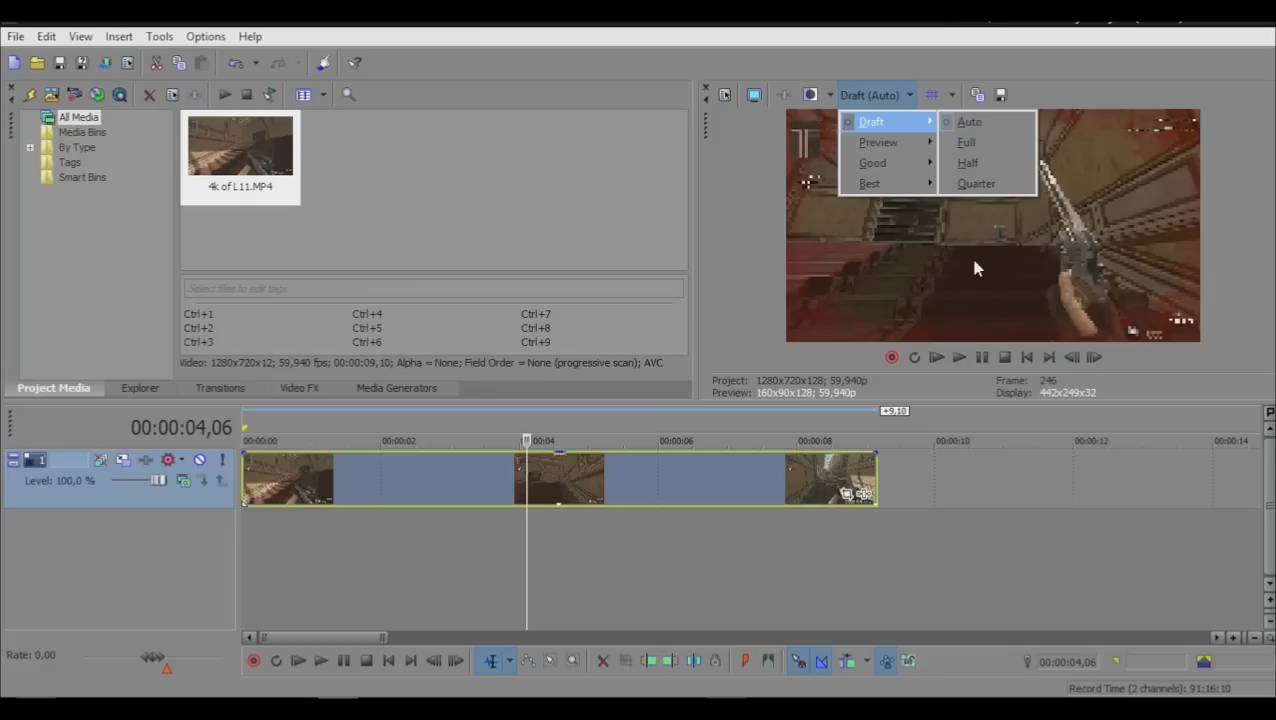 File Edit View Insert Tools Options Help
Draft (Auto)
All Media
Media Bins
By Type
Tags
Smart Bins
4k of L11.MP4
Draft
Preview
Good
Best
Auto
Full
Half
Quarter
Select files to edit tags
Ctrl+1 Ctrl+4 Ctrl+7
Ctrl+2 Ctrl+5 Ctrl+8
Ctrl+3 Ctrl+6 Ctrl+9
Video: 1280x720x12; 59,940 fps; 00:00:09,10; Alpha = None; Field Order = None (progressive scan); AVC
Project Media Explorer Transitions Video FX Media Generators
Project: 1280x720x128; 59,940p Frame: 246
Preview: 160x90x128; 59,940p Display: 442x249x32
+9,10
00:00:04,06
00:00:00 00:00:02 00:00:04 00:00:06 00:00:08 00:00:10 00:00:12 00:00:14
1
Level: 100,0 %
Rate: 0,00
00:00:04,06
Record Time (2 channels): 91:16:10